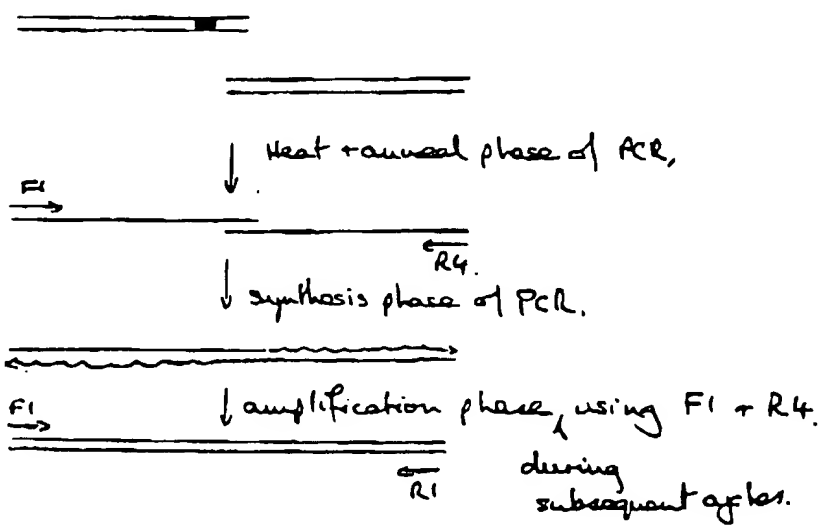 Heat + anneal phase of PCR,
F1
R4.
synthesis phase of PCR.
F1
amplification phase, using F1 + R4.
during
R1
subsequent cycles.